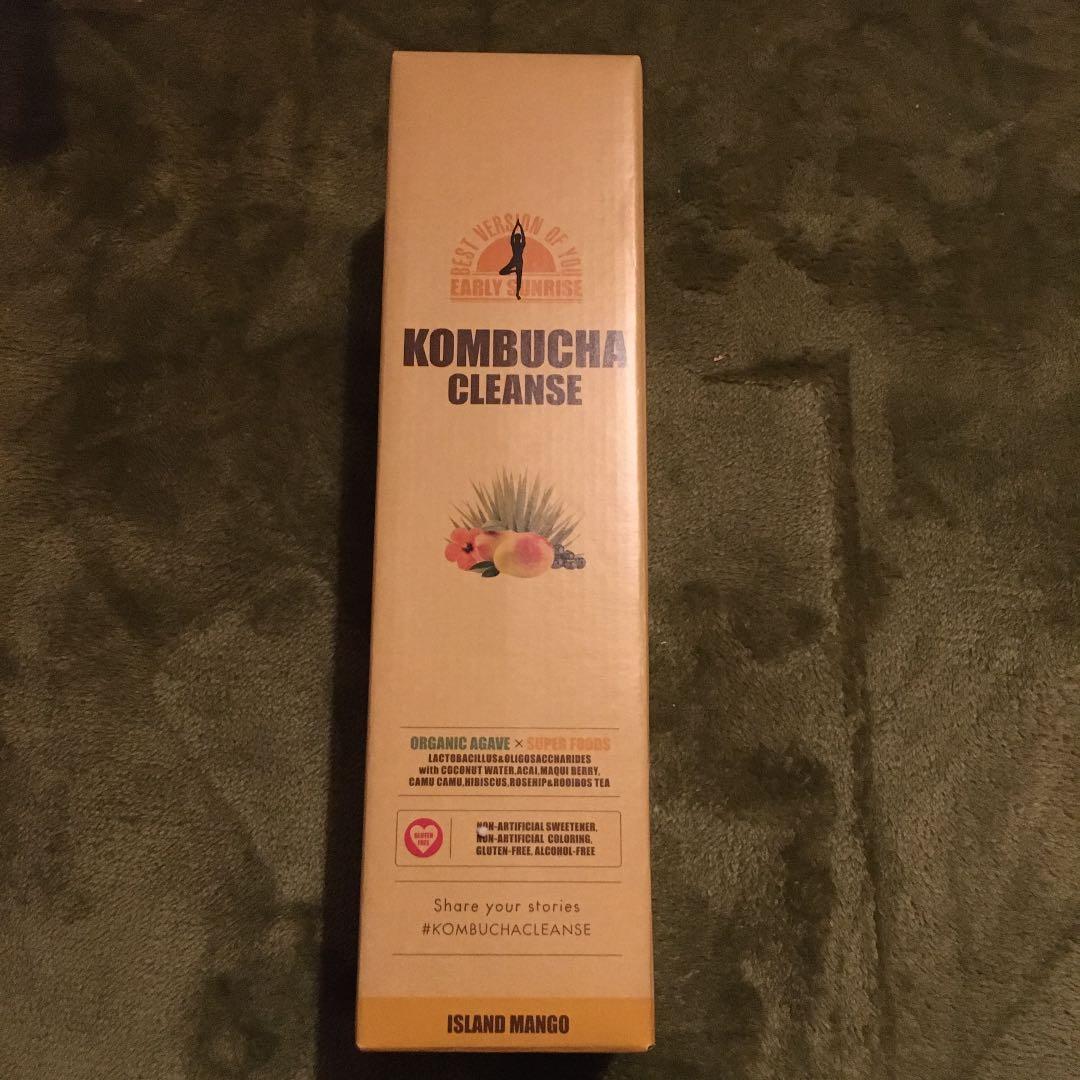 BEST VERSION OF YOU
EARLY SUNRISE
KOMBUCHA
CLEANSE
ORGANIC AGAVE × SUPER FOODS
LACTOBACILLUS&OLIGOSACCHARIDES
with COCONUT WATER,ACAI,MAQUI BERRY,
CAMU CAMU,HIBISCUS,ROSEHIP&ROOIBOS TEA
GLUTEN
FREE
NON-ARTIFICIAL SWEETENER,
NON-ARTIFICIAL COLORING,
GLUTEN-FREE, ALCOHOL-FREE
Share your stories
#KOMBUCHACLEANSE
ISLAND MANGO